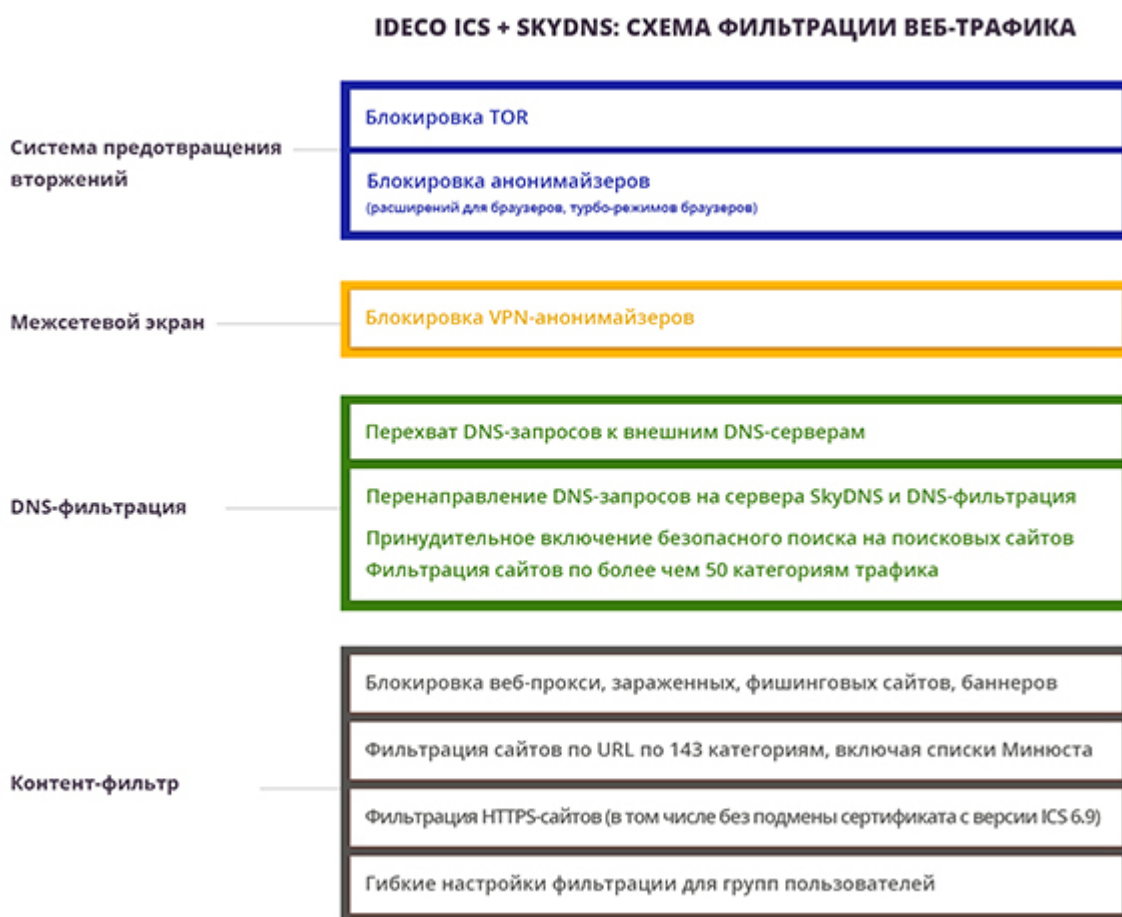 IDECO ICS + SKYDNS: СХЕМА ФИЛЬТРАЦИИ ВЕБ-ТРАФИКА
Система предотвращения
вторжений
Блокировка TOR
Блокировка анонимайзеров
(расширений для браузеров, турбо-режимов браузеров)
Межсетевой экран
Блокировка VPN-анонимайзеров
DNS-фильтрация
Перехват DNS-запросов к внешним DNS-серверам
Перенаправление DNS-запросов на сервера SkyDNS и DNS-фильтрация
Принудительное включение безопасного поиска на поисковых сайтов
Фильтрация сайтов по более чем 50 категориям трафика
Контент-фильтр
Блокировка веб-прокси, зараженных, фишинговых сайтов, баннеров
Фильтрация сайтов по URL по 143 категориям, включая списки Минюста
Фильтрация HTTPS-сайтов (в том числе без подмены сертификата с версии ICS 6.9)
Гибкие настройки фильтрации для групп пользователей